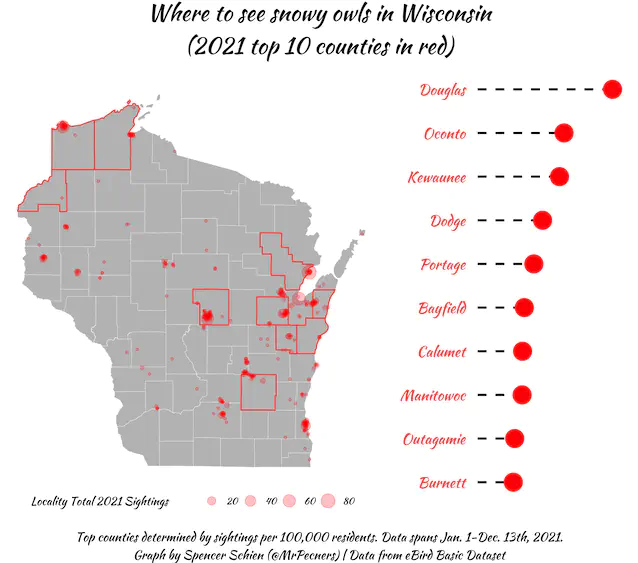 Where to see snowy owls in Wisconsin
(2021 top 10 counties in red)
Douglas
Oconto
Kewaunee
Dodge
Portage
Bayfield
Calumet
Manitowoc
Outagamie
Burnett
Locality Total 2021 Sightings 20 40 60 80
Top counties determined by sightings per 100,000 residents. Data spans Jan. 1-Dec. 13th, 2021.
Graph by Spencer Schien (@MrPecners) | Data from eBird Basic Dataset